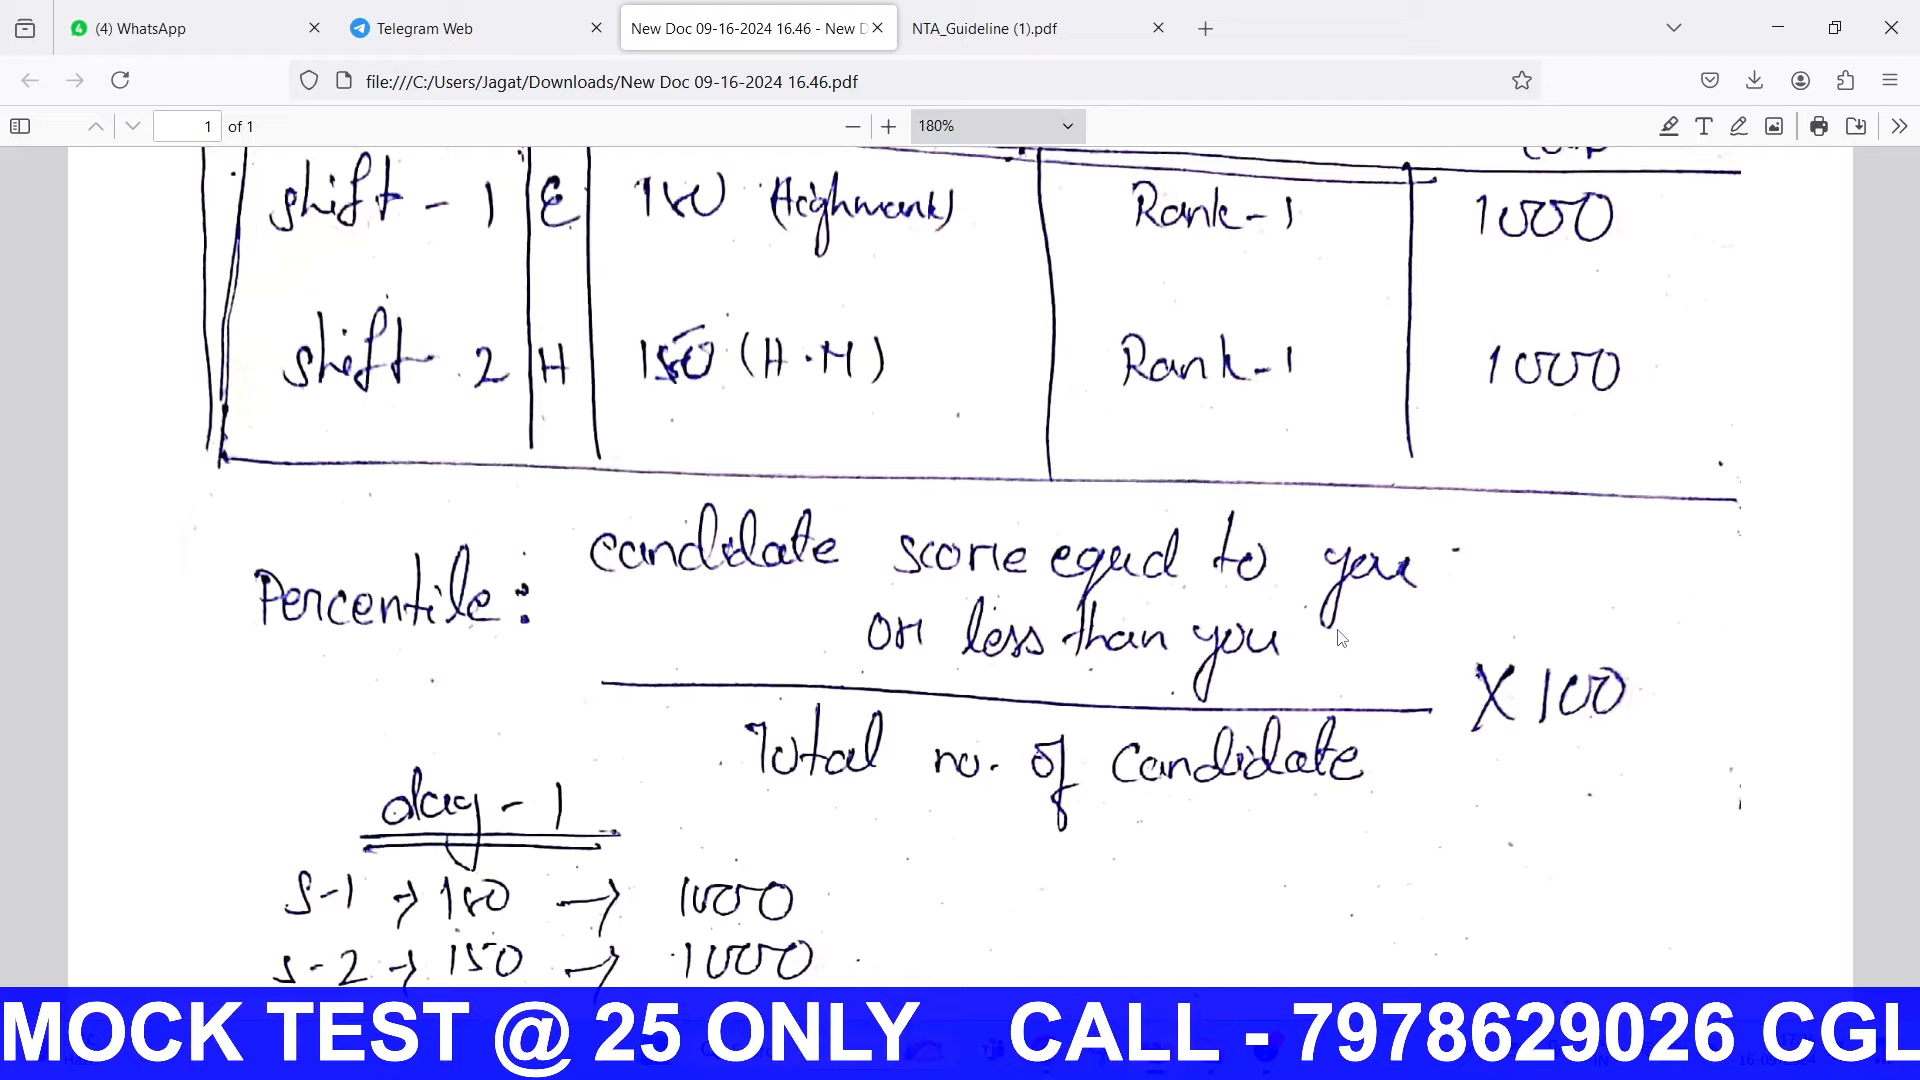 (4) WhatsApp
Telegram Web
New Doc 09-16-2024 16.46 - New D
NTA_Guideline (1).pdf
file:///C:/Users/Jagat/Downloads/New Doc 09-16-2024 16.46.pdf
1 of 1
180%
shift - 1 E 180 (Highmark) Rank-1 1000
shift - 2 H 150 (H.M) Rank-1 1000
Percentile: candidate score equal to you
or less than you
X 100
Total no. of candidate
day - 1
S-1 → 180 → 1000
S-2 → 150 → 1000
MOCK TEST @ 25 ONLY CALL - 7978629026 CGL